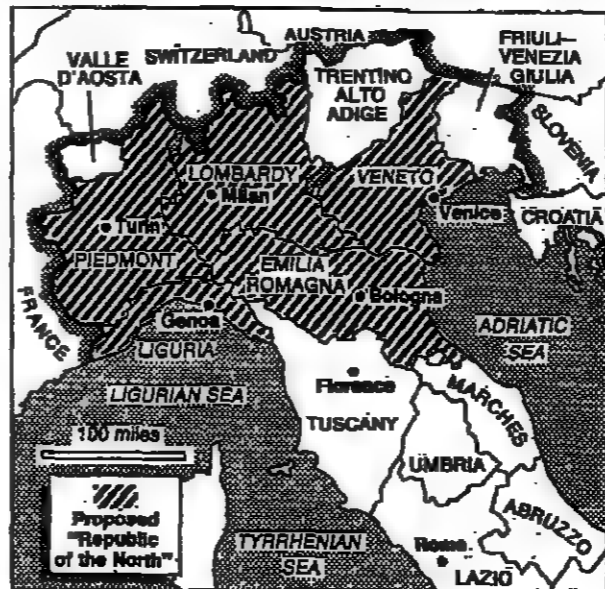 SWITZERLAND
AUSTRIA
FRIULI–
VENEZIA
GIULIA
VALLE
D'AOSTA
TRENTINO
ALTO
ADIGE
SLOVENIA
LOMBARDY
Milan
VENETO
Venice
CROATIA
Turin
PIEDMONT
EMILIA
ROMAGNA
Bologna
Genoa
FRANCE
LIGURIA
ADRIATIC
SEA
LIGURIAN SEA
Florence
MARCHES
TUSCANY
100 miles
UMBRIA
Proposed
"Republic
of the North"
ABRUZZO
TYRRHENIAN
SEA
Rome
LAZIO